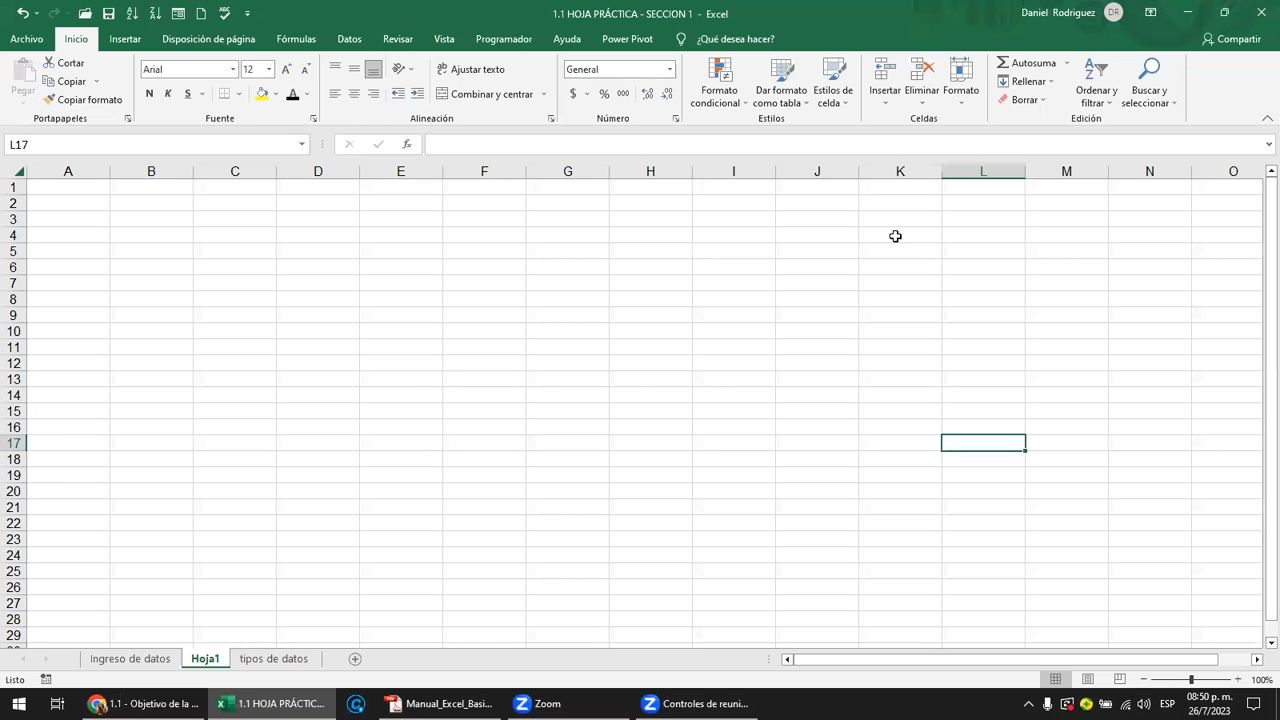 1.1 HOJA PRÁCTICA - SECCION 1 - Excel
Daniel Rodriguez DR
Archivo Inicio Insertar Disposición de página Fórmulas Datos Revisar Vista Programador Ayuda Power Pivot ¿Qué desea hacer? Compartir
Pegar
Cortar
Copiar
Copiar formato
Portapapeles
Arial 12
N K S
A
Fuente
Ajustar texto
Combinar y centrar
Alineación
General
$ % 000
Número
Formato condicional
Dar formato como tabla
Estilos de celda
Estilos
Insertar Eliminar Formato
Celdas
Autosuma
Rellenar
Borrar
Ordenar y filtrar
Buscar y seleccionar
Edición
L17
fx
A B C D E F G H I J K L M N O
1
2
3
4
5
6
7
8
9
10
11
12
13
14
15
16
17
18
19
20
21
22
23
24
25
26
27
28
29
Ingreso de datos Hoja1 tipos de datos
Listo
100%
1.1 - Objetivo de la ...
1.1 HOJA PRÁCTIC...
Manual_Excel_Basi...
Zoom
Controles de reuni...
ESP
08:50 p. m.
26/7/2023